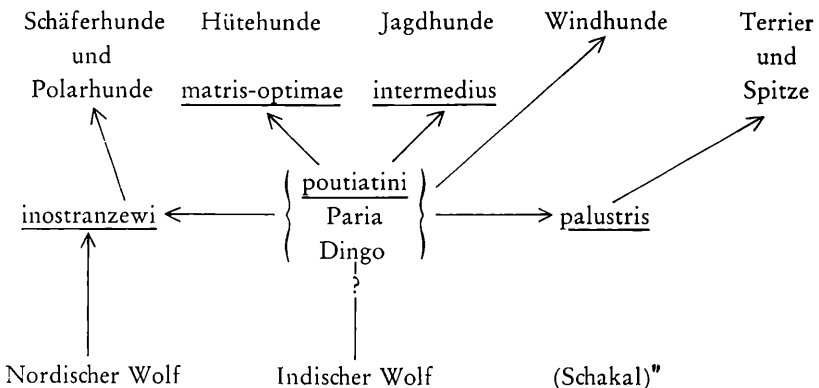 Schäferhunde Hütehunde Jagdhunde Windhunde Terrier
und und
Polarhunde matris-optimae intermedius Spitze
poutiatini
inostranzewi Paria palustris
Dingo
?
Nordischer Wolf Indischer Wolf (Schakal)"